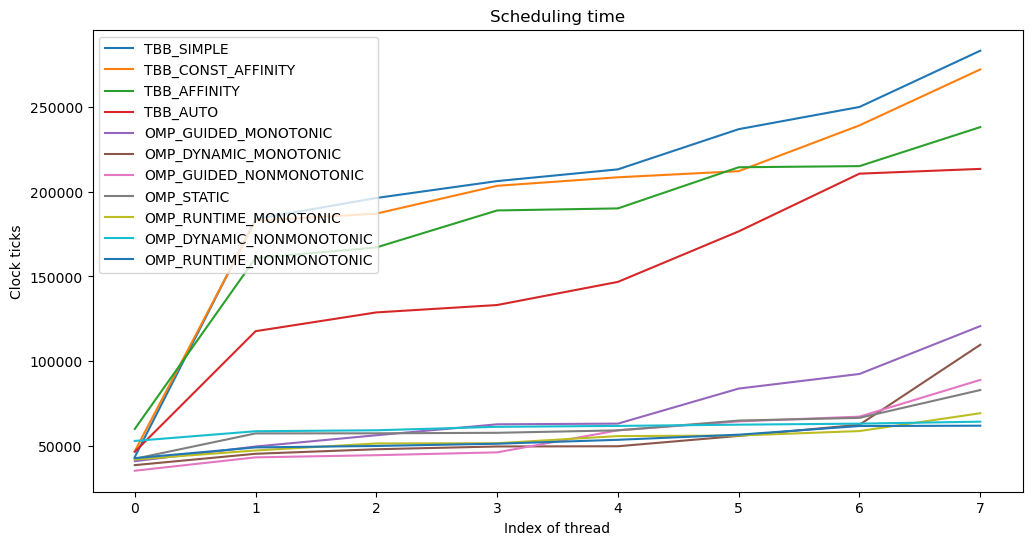 Scheduling time
TBB_SIMPLE
TBB_CONST_AFFINITY
TBB_AFFINITY
TBB_AUTO
OMP_GUIDED_MONOTONIC
OMP_DYNAMIC_MONOTONIC
OMP_GUIDED_NONMONOTONIC
OMP_STATIC
OMP_RUNTIME_MONOTONIC
OMP_DYNAMIC_NONMONOTONIC
OMP_RUNTIME_NONMONOTONIC
250000
200000
150000
100000
50000
Clock ticks
0 1 2 3 4 5 6 7
Index of thread